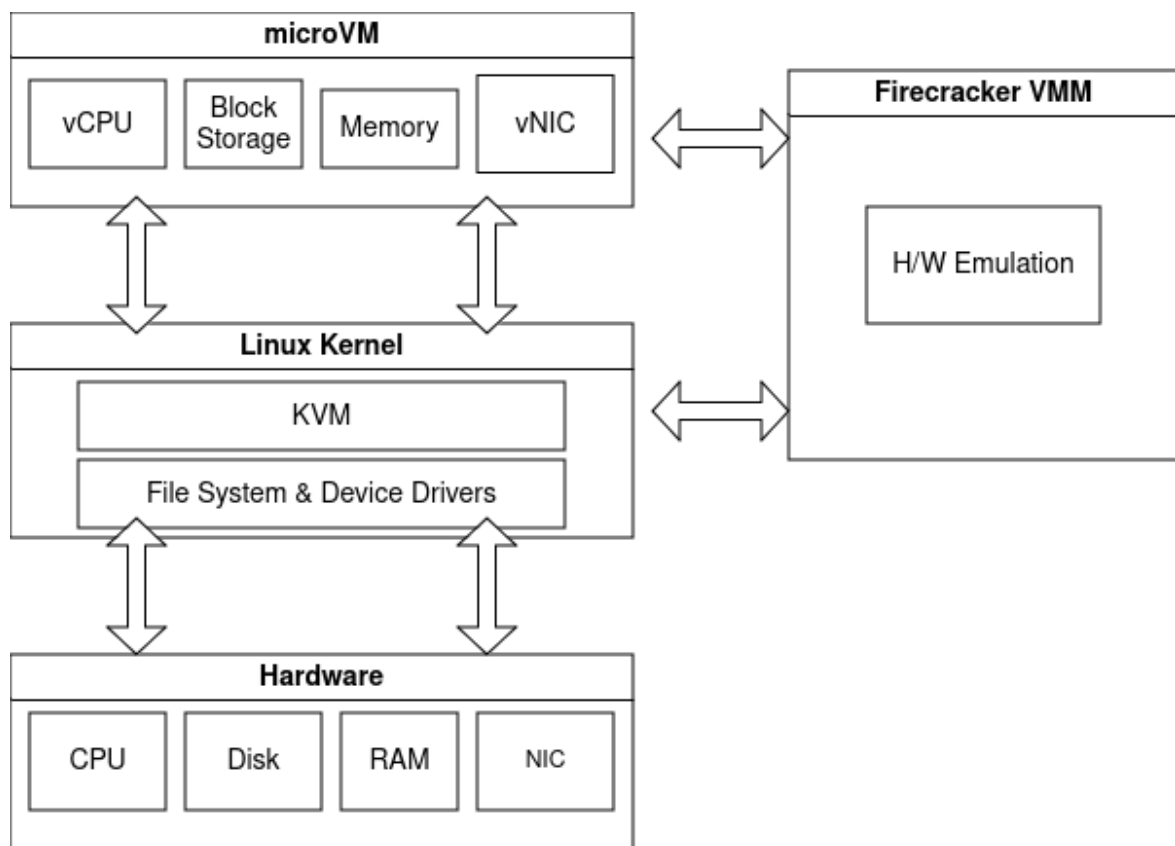 microVM
vCPU
Block
Storage
Memory
vNIC
Firecracker VMM
H/W Emulation
Linux Kernel
KVM
File System & Device Drivers
Hardware
CPU
Disk
RAM
NIC